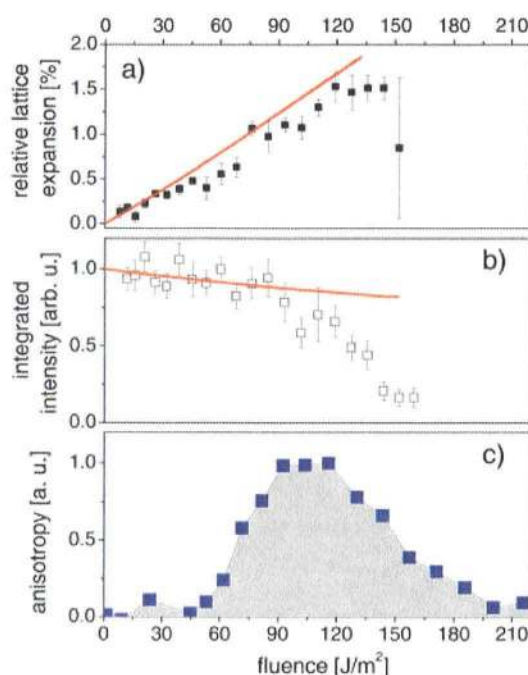 0 30 60 90 120 150 180 210
2.0
a)
1.5
1.0
0.5
0.0
relative lattice
expansion [%]
b)
1.0
0.5
0.0
integrated
intensity [arb. u.]
c)
1.0
0.5
0.0
anisotropy [a. u.]
0 30 60 90 120 150 180 210
fluence [J/m²]